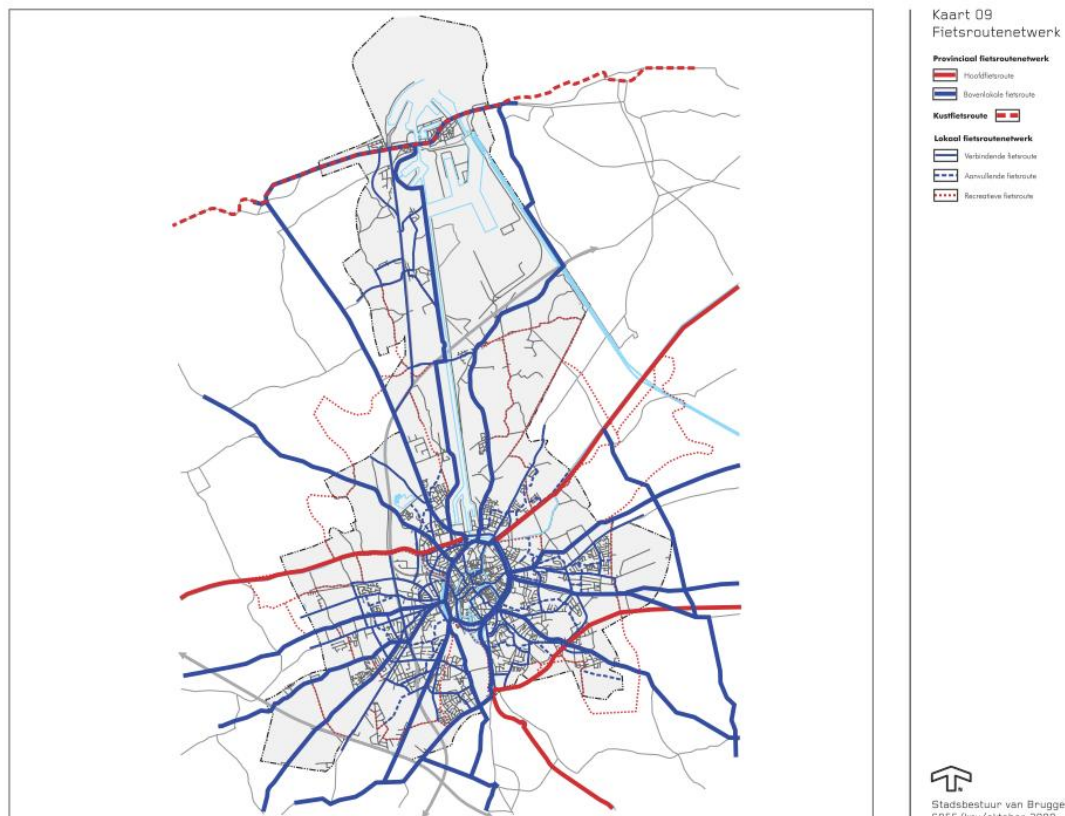 Kaart 09
Fietsroutenetwerk
Provinciaal fietsroutenetwerk
Hoofdfietsroute
Bovenlokale fietsroute
Kustfietsroute
Lokaal fietsroutenetwerk
Verbindende fietsroute
Aanvullende fietsroute
Recreatieve fietsroute
N
Stadsbestuur van Brugge